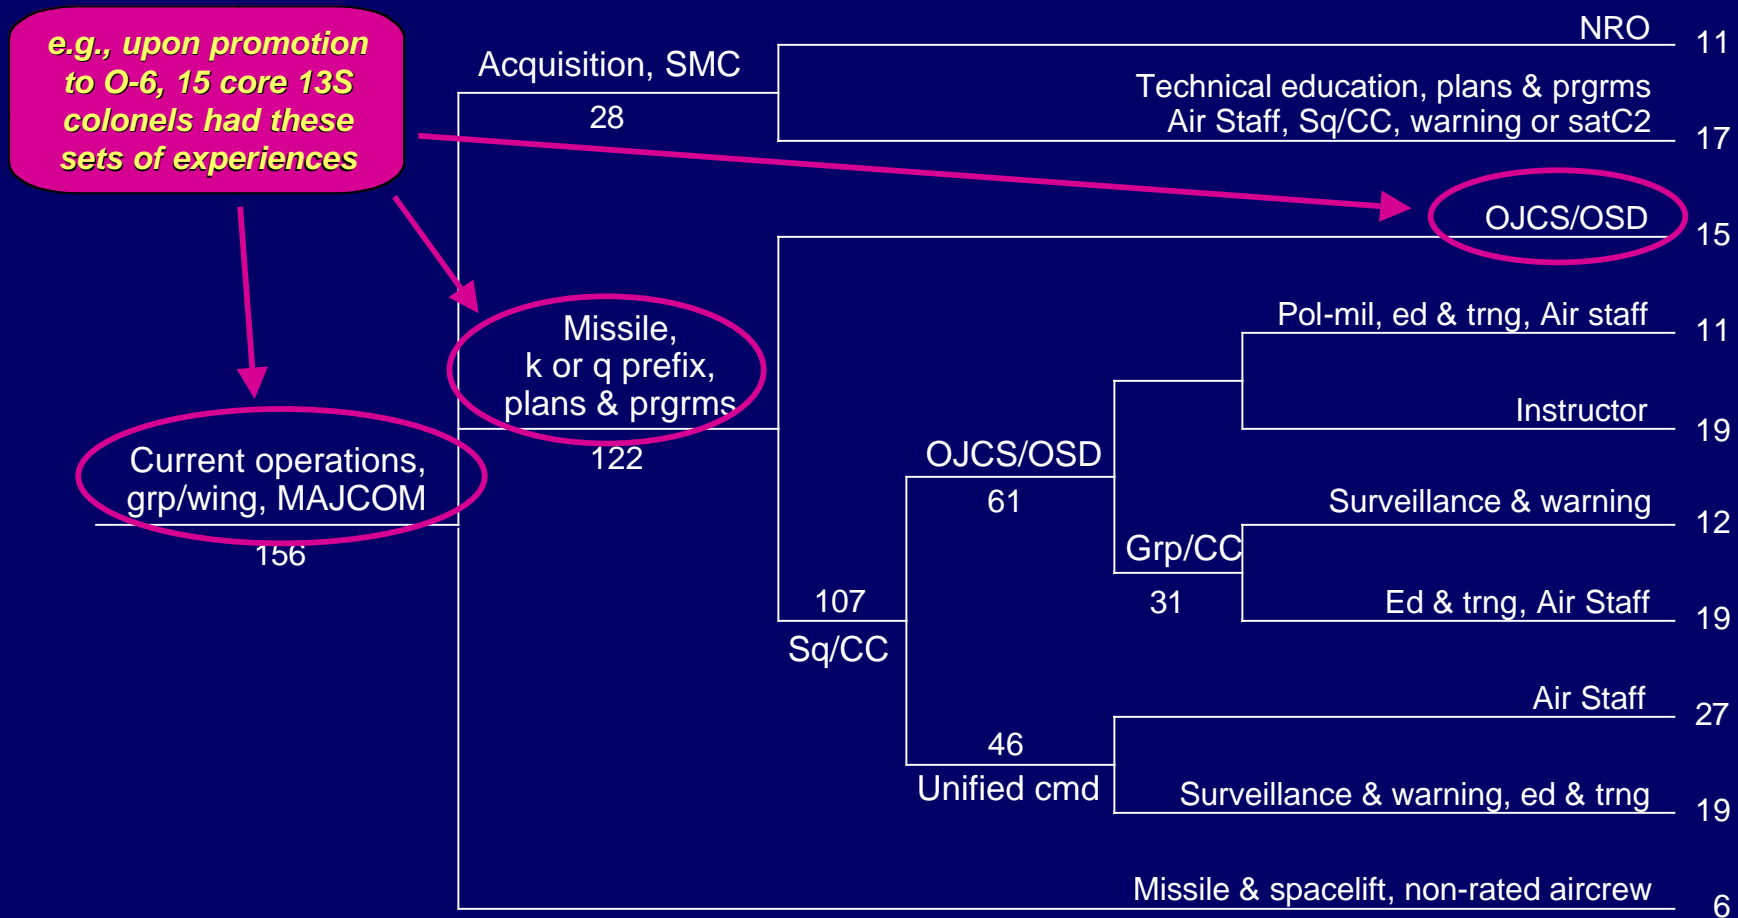 e.g., upon promotion
to O-6, 15 core 13S
colonels had these
sets of experiences
Acquisition, SMC
28
NRO
11
Technical education, plans & prgrms
Air Staff, Sq/CC, warning or satC2
17
OJCS/OSD
15
Missile,
k or q prefix,
plans & prgrms
122
Current operations,
grp/wing, MAJCOM
156
Pol-mil, ed & trng, Air staff
11
Instructor
19
OJCS/OSD
61
Surveillance & warning
12
Grp/CC
31
Ed & trng, Air Staff
19
107
Sq/CC
Air Staff
27
46
Unified cmd
Surveillance & warning, ed & trng
19
Missile & spacelift, non-rated aircrew
6